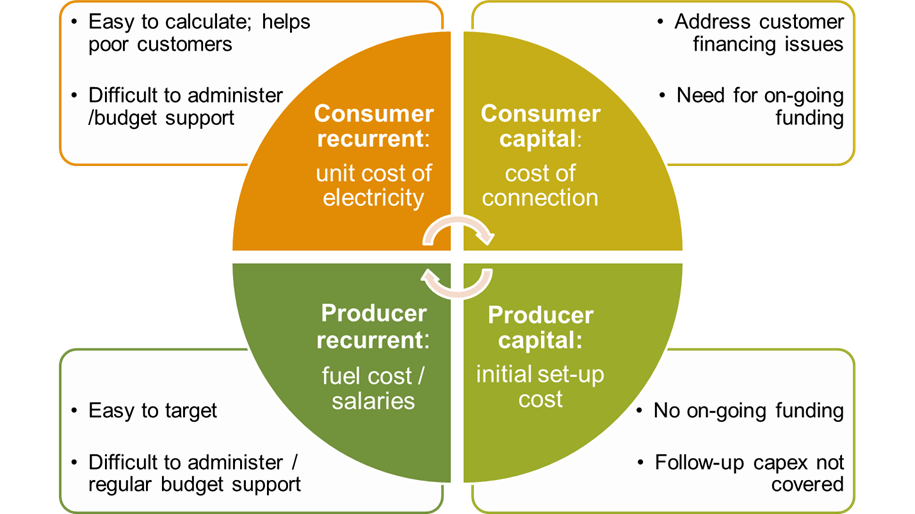 • Easy to calculate; helps
poor customers
• Difficult to administer
/budget support
Consumer
recurrent:
unit cost of
electricity
Consumer
capital:
cost of
connection
• Address customer
financing issues
• Need for on-going
funding
• Easy to target
• Difficult to administer /
regular budget support
Producer
recurrent:
fuel cost /
salaries
Producer
capital:
initial set-up
cost
• No on-going funding
• Follow-up capex not
covered